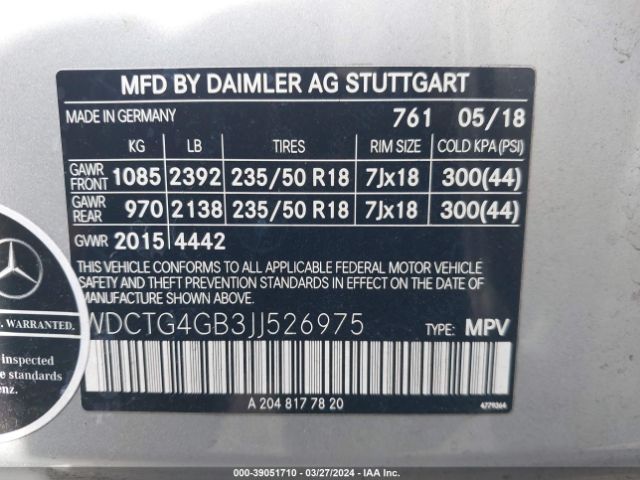 MFD BY DAIMLER AG STUTTGART
MADE IN GERMANY 761 05/18
KG LB TIRES RIM SIZE COLD KPA (PSI)
GAWR FRONT 1085 2392 235/50 R18 7Jx18 300(44)
GAWR REAR 970 2138 235/50 R18 7Jx18 300(44)
GVWR 2015 4442
THIS VEHICLE CONFORMS TO ALL APPLICABLE FEDERAL MOTOR VEHICLE
SAFETY AND THEFT PREVENTION STANDARDS IN EFFECT ON THE
DATE OF MANUFACTURE SHOWN ABOVE.
WDCTG4GB3JJ526975 TYPE: MPV
WARRANTED.
inspected
e standards
enz.
A 204 817 78 20
4779364
000-39051710 | 03/27/2024 | IAAI.COM